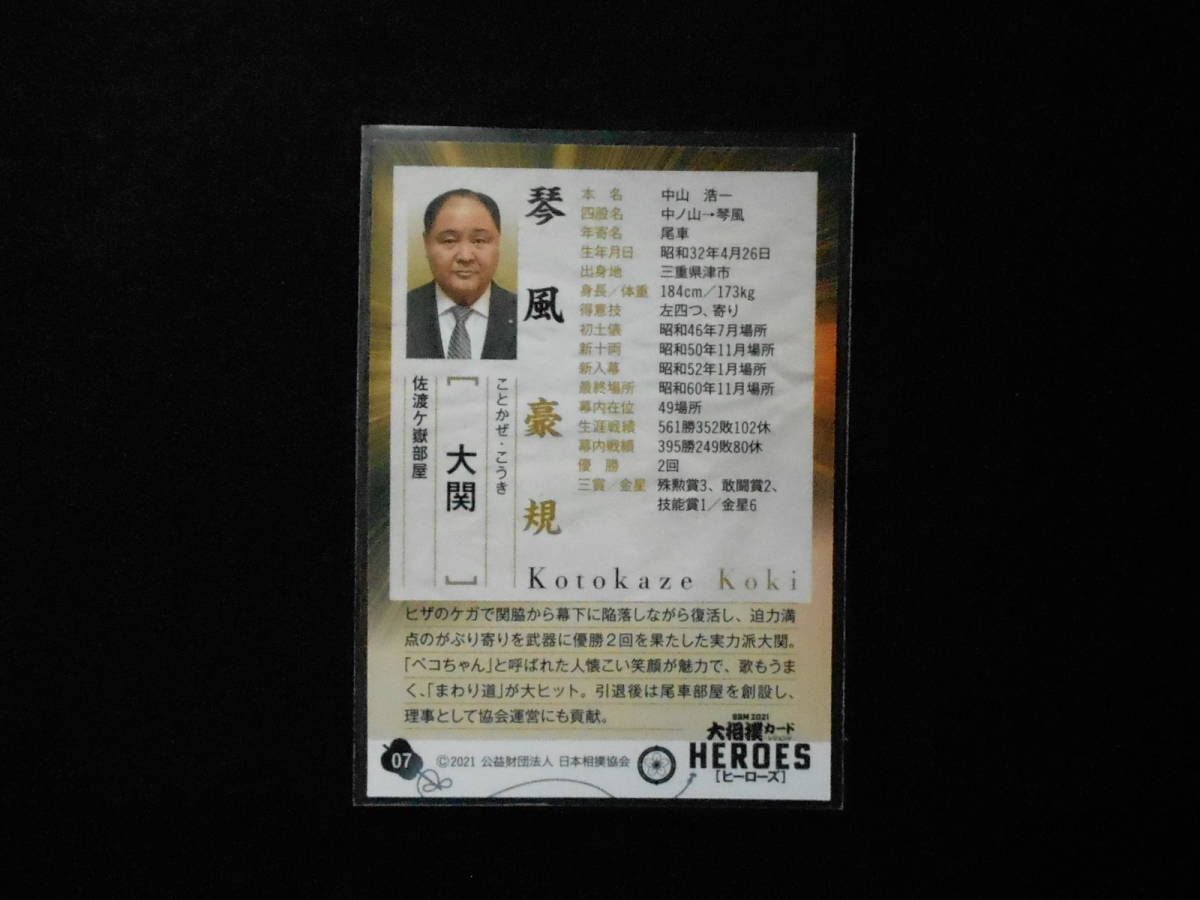 琴風豪規
ことかぜ・こうき
[大関]
佐渡ケ嶽部屋
本名 中山 浩一
四股名 中ノ山→琴風
年寄名 尾車
生年月日 昭和32年4月26日
出身地 三重県津市
身長／体重 184cm／173kg
得意技 左四つ、寄り
初土俵 昭和46年7月場所
新十両 昭和50年11月場所
新入幕 昭和52年1月場所
最終場所 昭和60年11月場所
幕内在位 49場所
生涯戦績 561勝352敗102休
幕内戦績 395勝249敗80休
優勝 2回
三賞／金星 殊勲賞3、敢闘賞2、
技能賞1／金星6
Kotokaze Koki
ヒザのケガで関脇から幕下に陥落しながら復活し、迫力満
点のがぶり寄りを武器に優勝2回を果たした実力派大関。
「ペコちゃん」と呼ばれた人懐こい笑顔が魅力で、歌もうま
く、「まわり道」が大ヒット。引退後は尾車部屋を創設し、
理事として協会運営にも貢献。
BBM 2021
大相撲カード
HEROES
[ヒーローズ]
07
©2021 公益財団法人 日本相撲協会